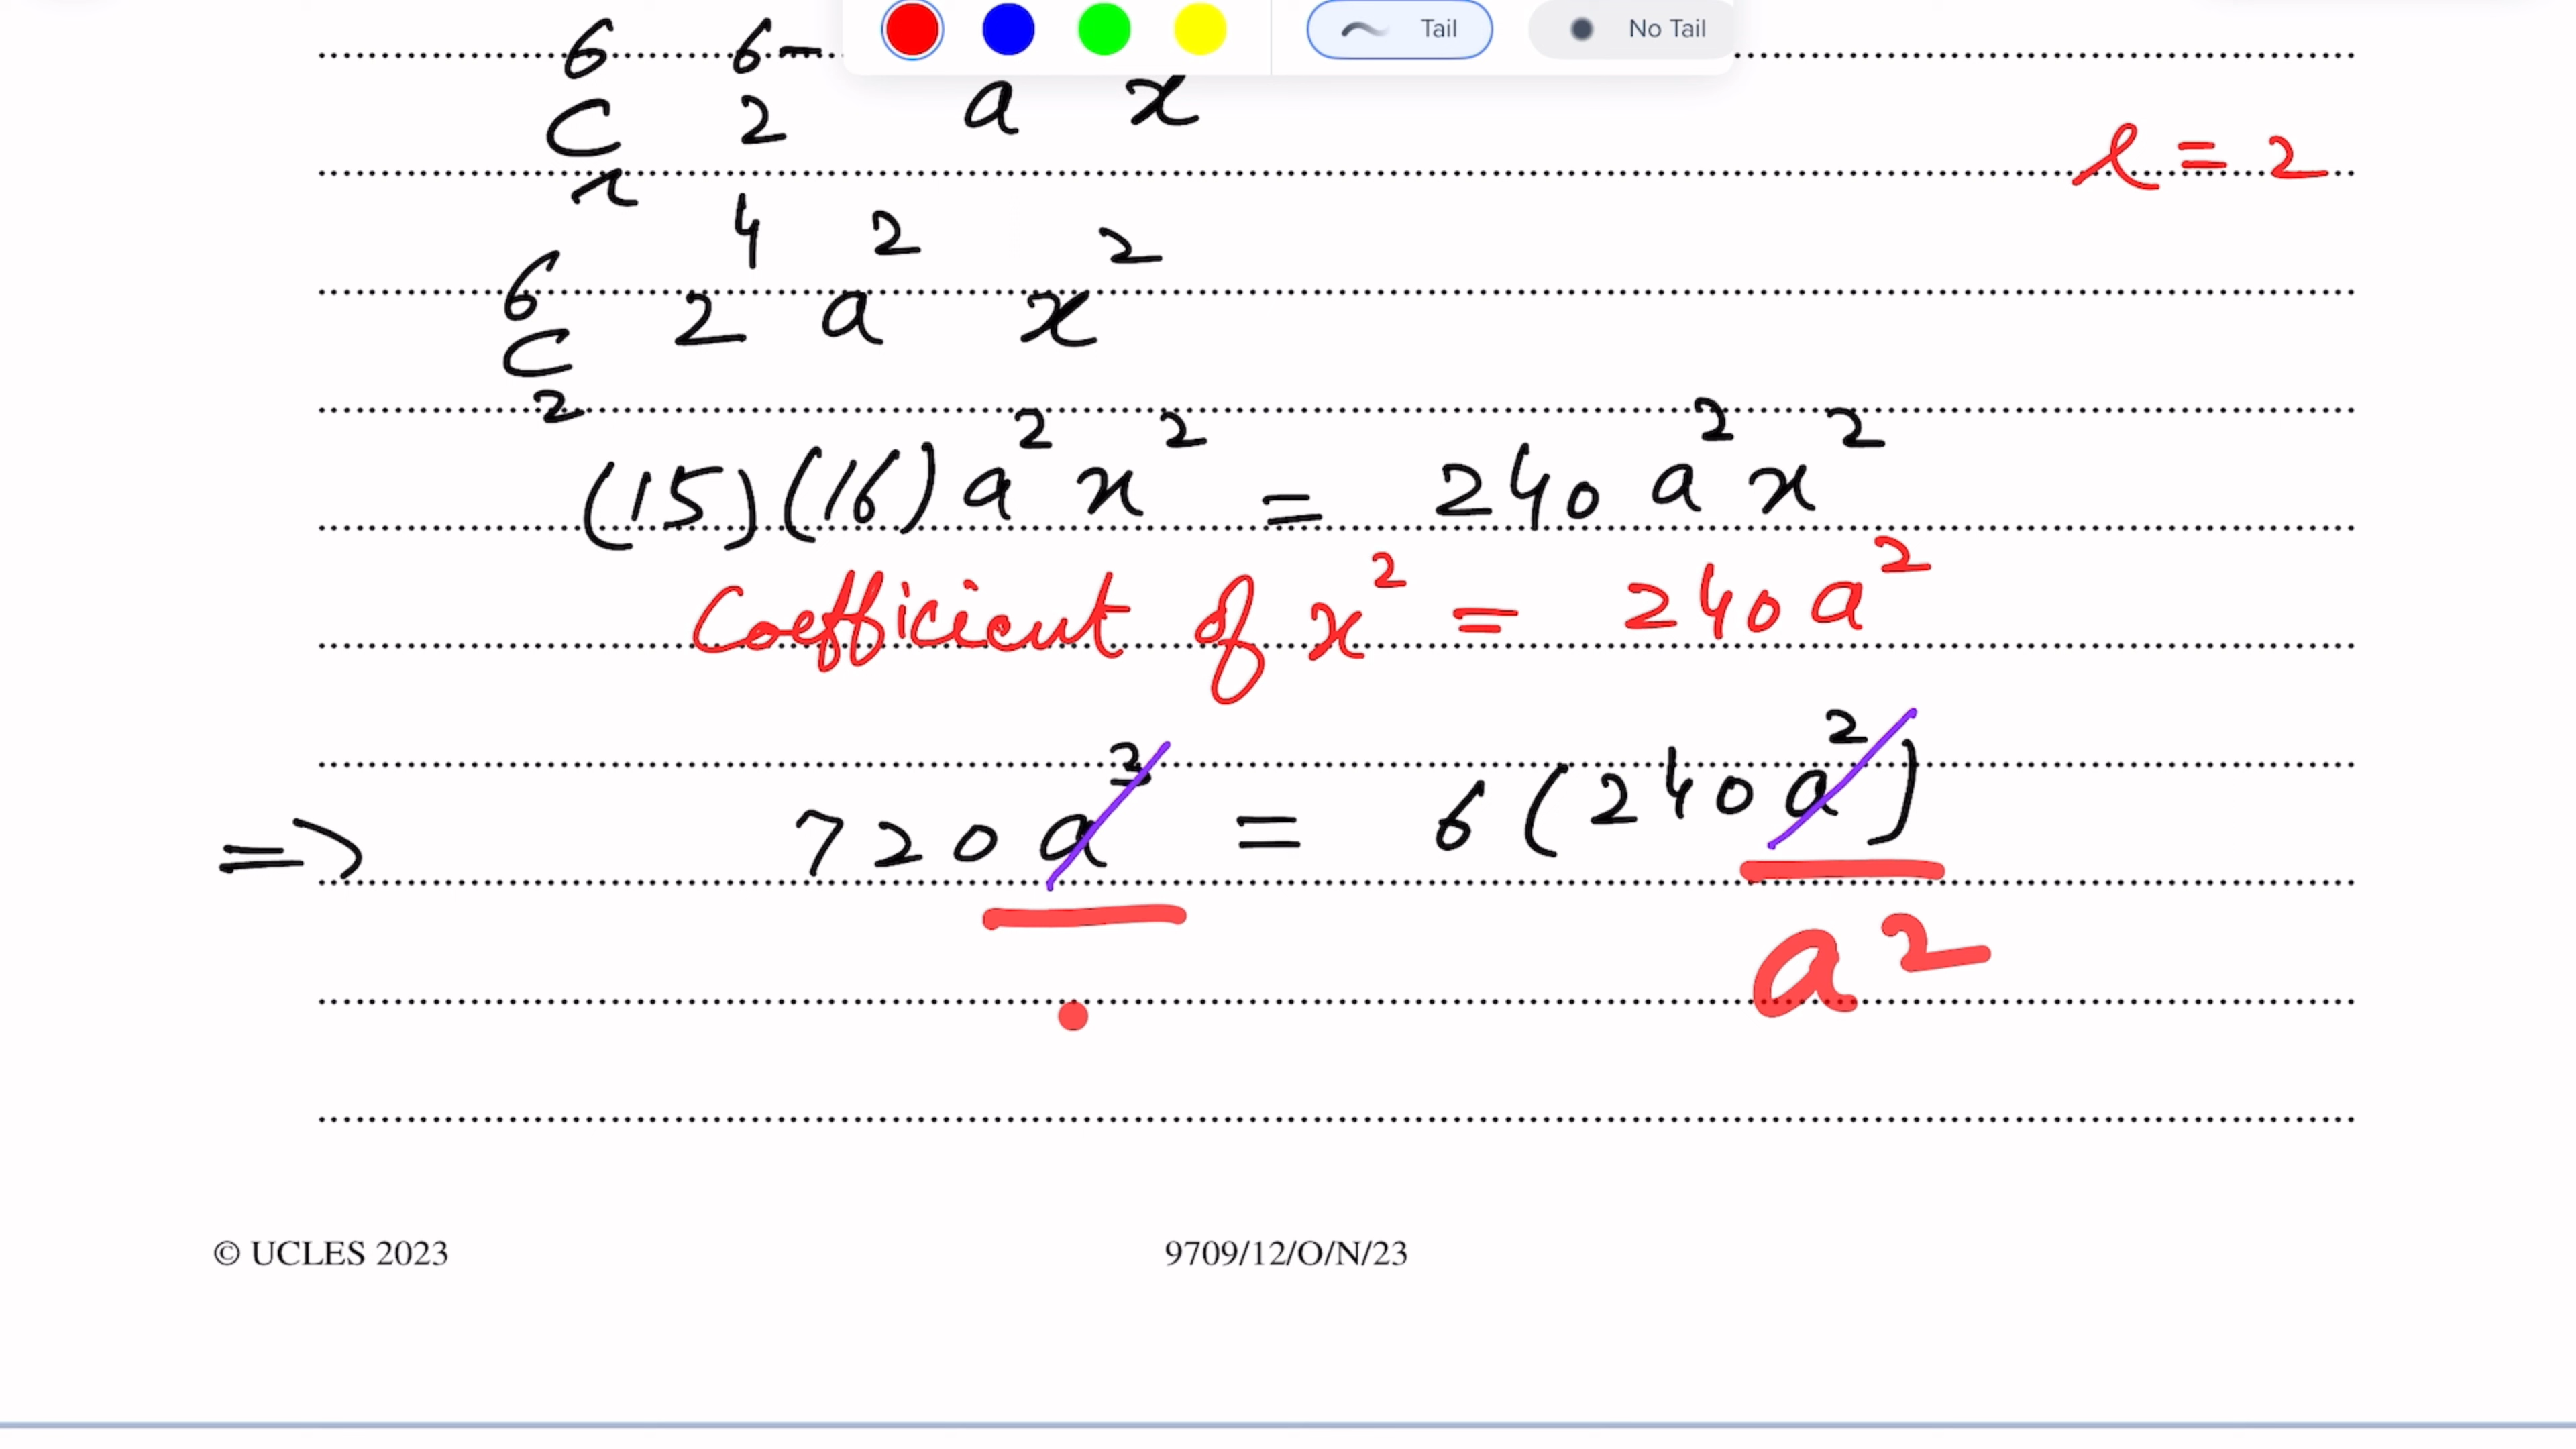 Tail No Tail
6 6-
C 2 a x
r
r = 2
4 2 2
6 2 a x
C
2
(15)(16) a² x² = 240 a² x²
Coefficient of x² = 240 a²
=> 720 a³ = 6(240 a²)
a²
© UCLES 2023 9709/12/O/N/23